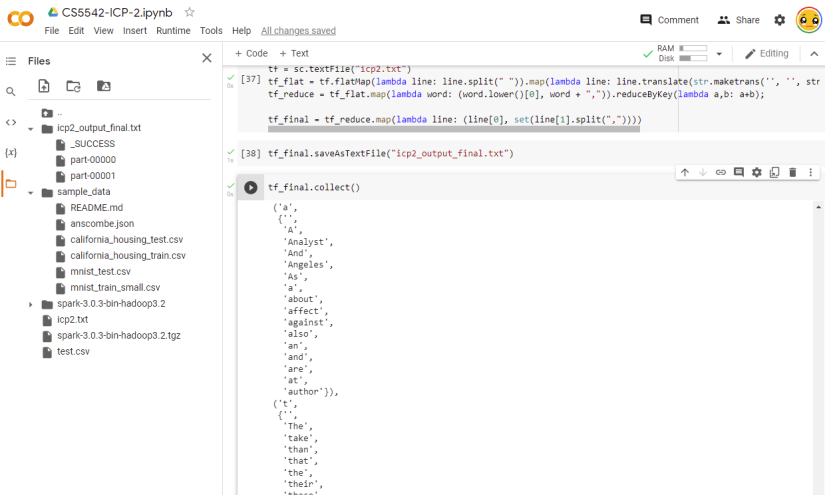 CS5542-ICP-2.ipynb
File Edit View Insert Runtime Tools Help All changes saved
Comment Share
Files
+ Code + Text
RAM
Disk
Editing
..
icp2_output_final.txt
_SUCCESS
part-00000
part-00001
sample_data
README.md
anscombe.json
california_housing_test.csv
california_housing_train.csv
mnist_test.csv
mnist_train_small.csv
spark-3.0.3-bin-hadoop3.2
icp2.txt
spark-3.0.3-bin-hadoop3.2.tgz
test.csv
tf = sc.textFile("icp2.txt")
[37] tf_flat = tf.flatMap(lambda line: line.split(" ")).map(lambda line: line.translate(str.maketrans('', '', str
0s
tf_reduce = tf_flat.map(lambda word: (word.lower()[0], word + ",")).reduceByKey(lambda a,b: a+b);
tf_final = tf_reduce.map(lambda line: (line[0], set(line[1].split(","))))
[38] tf_final.saveAsTextFile("icp2_output_final.txt")
1s
tf_final.collect()
0s
('a',
{'',
'A',
'Analyst',
'And',
'Angeles',
'As',
'a',
'about',
'affect',
'against',
'also',
'an',
'and',
'are',
'at',
'author'}),
('t',
{'',
'The',
'take',
'than',
'that',
'the',
'their',
'these',